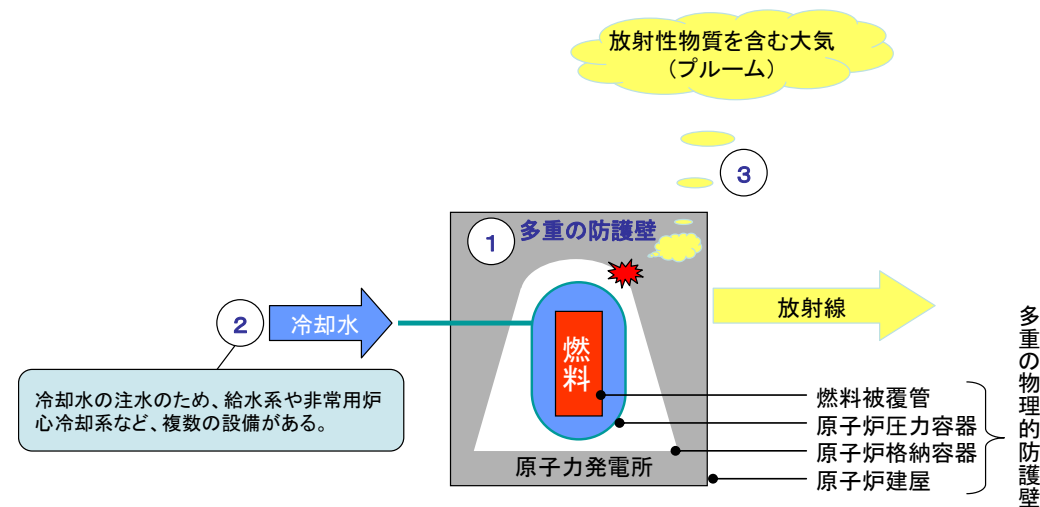 放射性物質を含む大気
（プルーム）
3
1
多重の防護壁
2
冷却水
放射線
燃料
冷却水の注水のため、給水系や非常用炉
心冷却系など、複数の設備がある。
原子力発電所
燃料被覆管
原子炉圧力容器
原子炉格納容器
原子炉建屋
多重の物理的防護壁